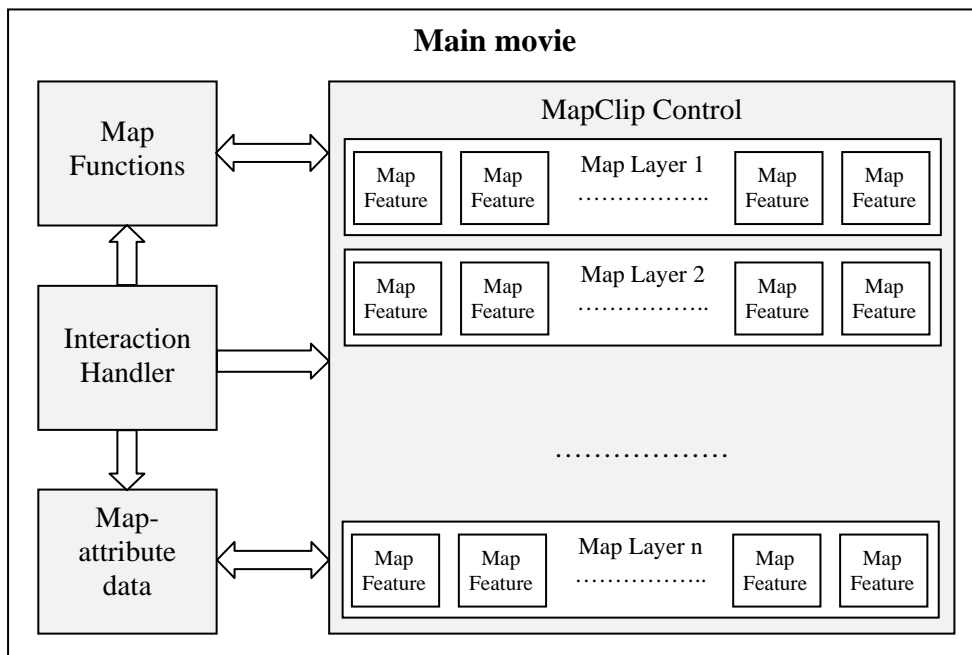 Main movie
Map
Functions
Interaction
Handler
Map-
attribute
data
MapClip Control
Map
Feature
Map
Feature
Map Layer 1
……………..
Map
Feature
Map
Feature
Map
Feature
Map
Feature
Map Layer 2
……………..
Map
Feature
Map
Feature
………………
Map
Feature
Map
Feature
Map Layer n
……………..
Map
Feature
Map
Feature